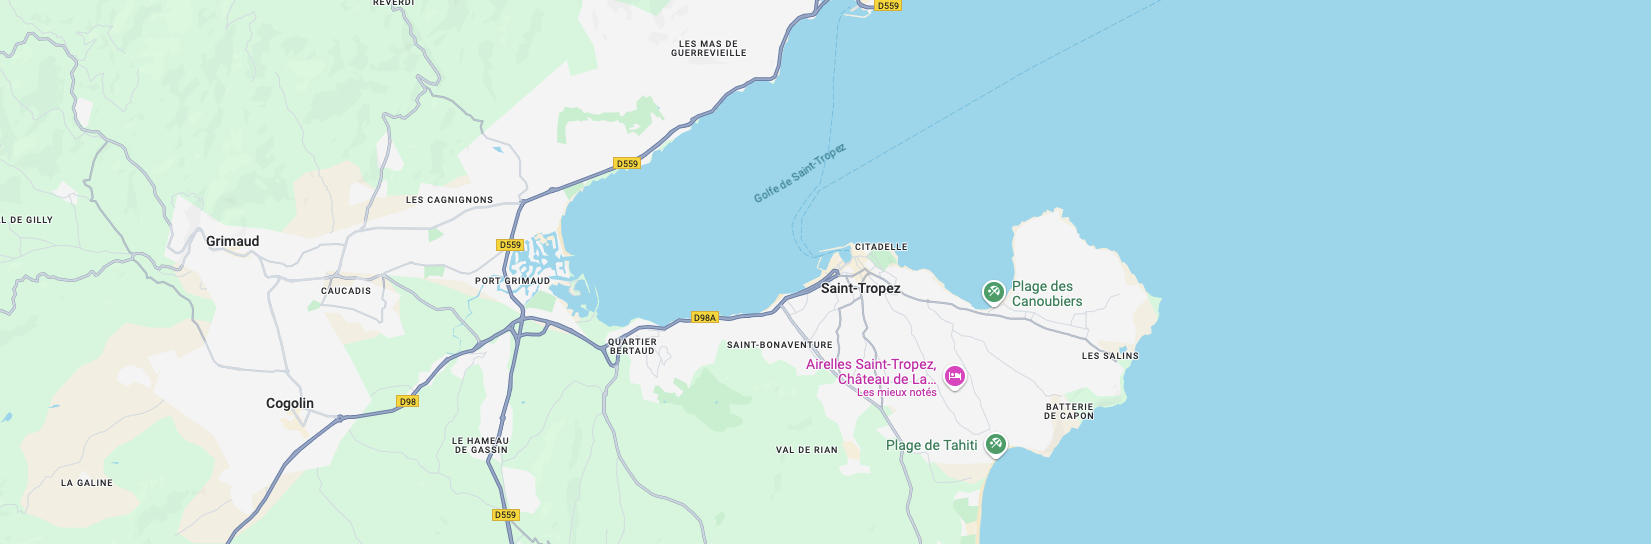 REVERDI
D559
LES MAS DE
GUERREVIEILLE
D559
Golfe de Saint-Tropez
LES CAGNIGNONS
L DE GILLY
Grimaud
D559
CITADELLE
PORT GRIMAUD
CAUCADIS
Saint-Tropez
Plage des
Canoubiers
D98A
QUARTIER
BERTAUD
SAINT-BONAVENTURE
LES SALINS
Airelles Saint-Tropez,
Château de La...
Les mieux notés
Cogolin
D98
BATTERIE
DE CAPON
LE HAMEAU
DE GASSIN
VAL DE RIAN
Plage de Tahiti
LA GALINE
D559